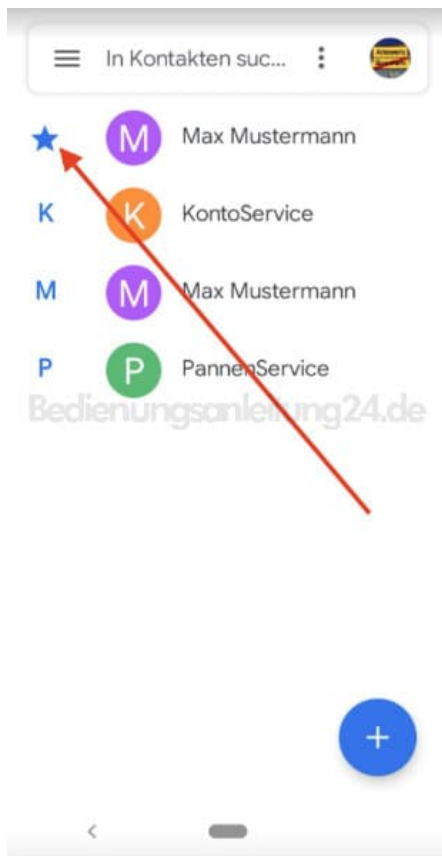 In Kontakten suc...
M Max Mustermann
K K KontoService
M M Max Mustermann
P P PannenService
Bedienungsanleitung24.de